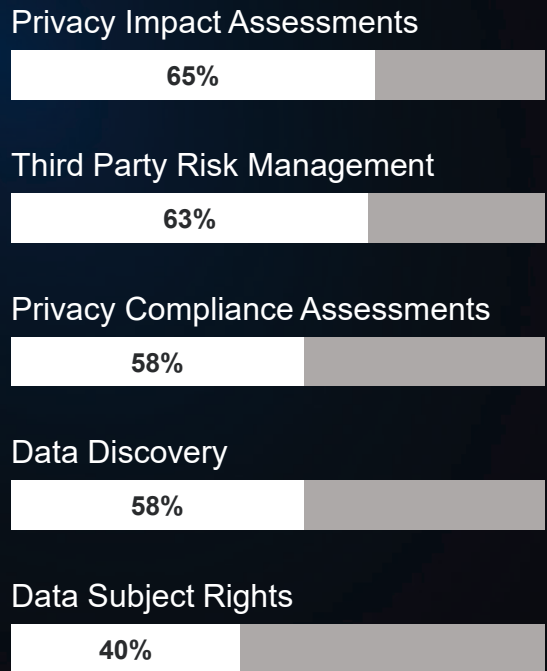 Privacy Impact Assessments
65%
Third Party Risk Management
63%
Privacy Compliance Assessments
58%
Data Discovery
58%
Data Subject Rights
40%